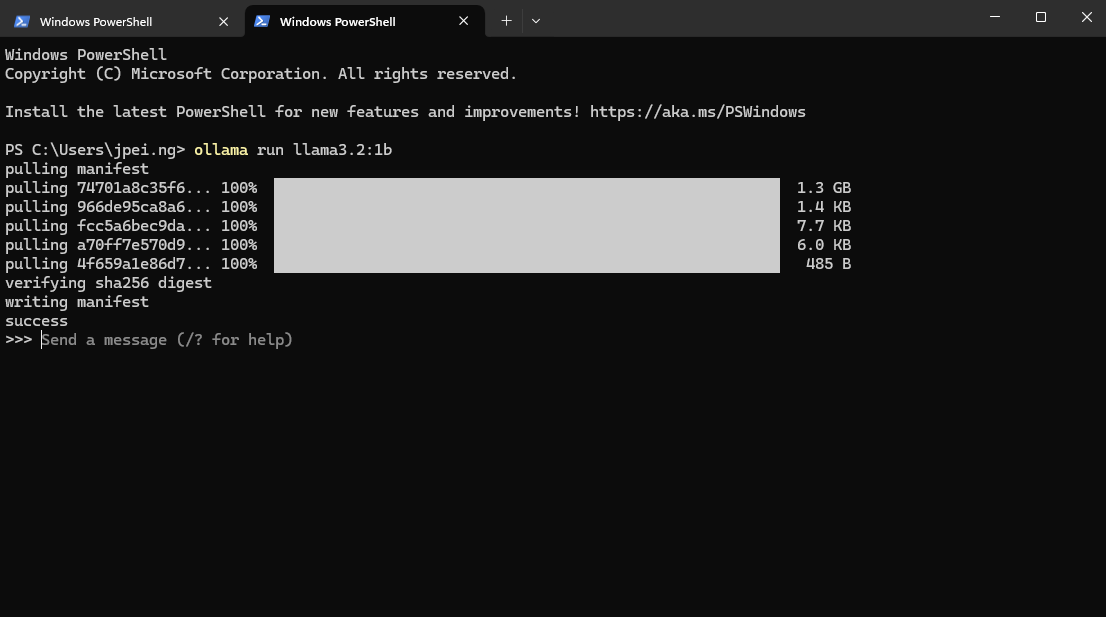 Windows PowerShell
Windows PowerShell
Windows PowerShell
Copyright (C) Microsoft Corporation. All rights reserved.
Install the latest PowerShell for new features and improvements! https://aka.ms/PSWindows
PS C:\Users\jpei.ng> ollama run llama3.2:1b
pulling manifest
pulling 74701a8c35f6... 100% 1.3 GB
pulling 966de95ca8a6... 100% 1.4 KB
pulling fcc5a6bec9da... 100% 7.7 KB
pulling a70ff7e570d9... 100% 6.0 KB
pulling 4f659a1e86d7... 100% 485 B
verifying sha256 digest
writing manifest
success
>>> Send a message (/? for help)